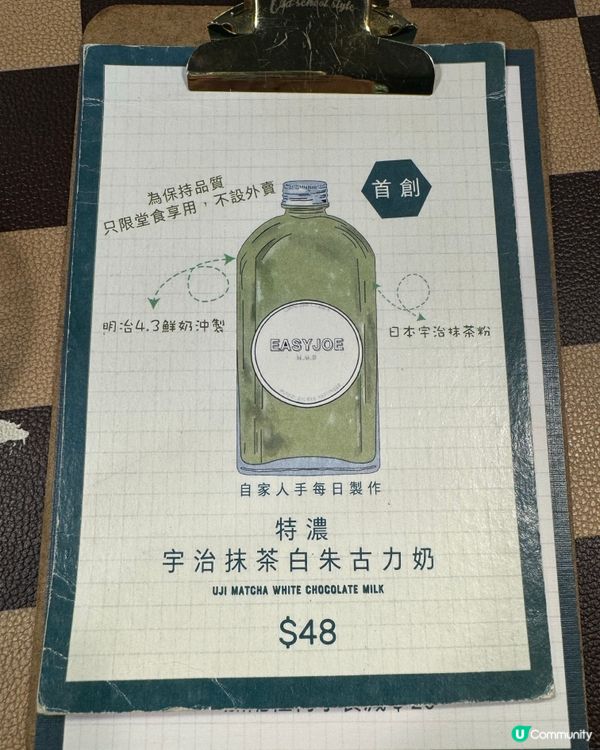 Old school style
為保持品質
只限堂食享用，不設外賣
首創
明治4.3鮮奶沖製
日本宇治抹茶粉
EASYJOE
M.M.D
自家人手每日製作
特濃
宇治抹茶白朱古力奶
UJI MATCHA WHITE CHOCOLATE MILK
$48
U Community